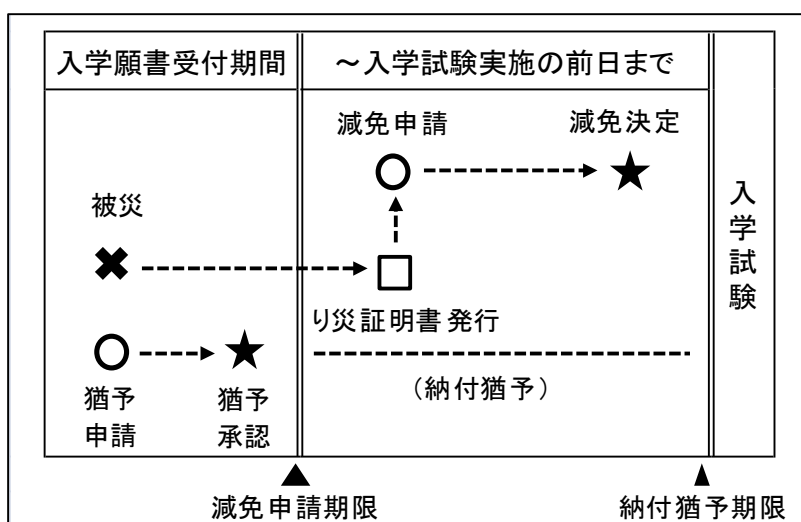 入学願書受付期間
～入学試験実施の前日まで
減免申請
減免決定
被災
り災証明書発行
(納付猶予)
猶予
申請
猶予
承認
入学試験
減免申請期限
納付猶予期限